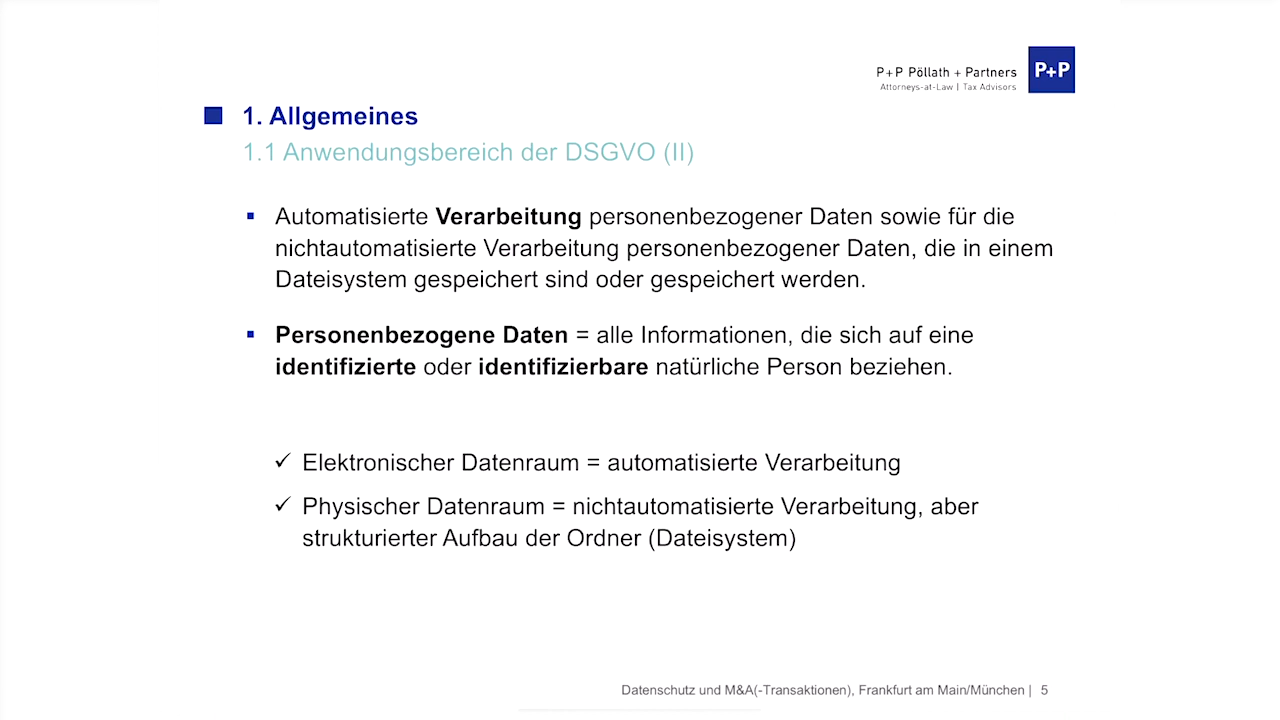 P+P Pöllath + Partners
Attorneys-at-Law | Tax Advisors
P+P
1. Allgemeines
1.1 Anwendungsbereich der DSGVO (II)
Automatisierte Verarbeitung personenbezogener Daten sowie für die
nichtautomatisierte Verarbeitung personenbezogener Daten, die in einem
Dateisystem gespeichert sind oder gespeichert werden.
Personenbezogene Daten = alle Informationen, die sich auf eine
identifizierte oder identifizierbare natürliche Person beziehen.
✓ Elektronischer Datenraum = automatisierte Verarbeitung
✓ Physischer Datenraum = nichtautomatisierte Verarbeitung, aber
strukturierter Aufbau der Ordner (Dateisystem)
Datenschutz und M&A(-Transaktionen), Frankfurt am Main/München | 5